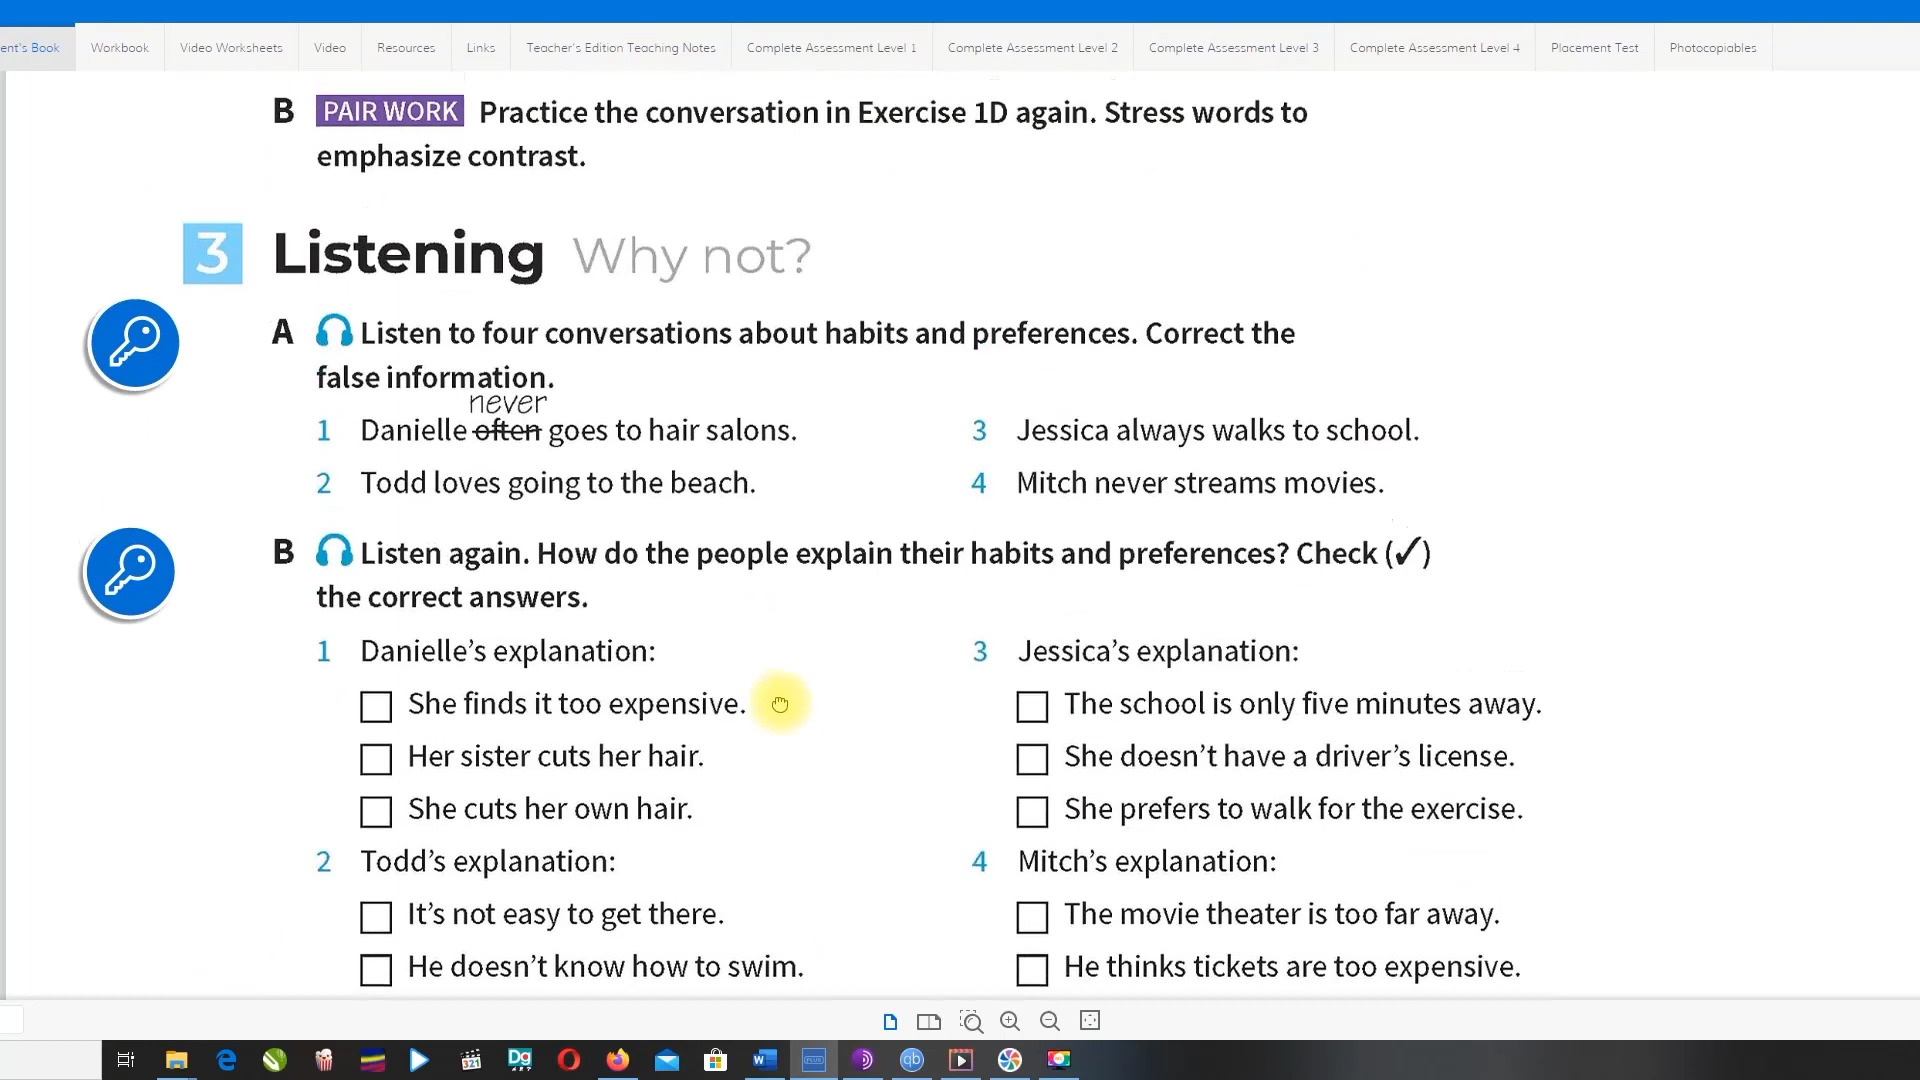 ent's Book Workbook Video Worksheets Video Resources Links Teacher's Edition Teaching Notes Complete Assessment Level 1 Complete Assessment Level 2 Complete Assessment Level 3 Complete Assessment Level 4 Placement Test Photocopiables
B PAIR WORK Practice the conversation in Exercise 1D again. Stress words to
emphasize contrast.
3 Listening Why not?
A Listen to four conversations about habits and preferences. Correct the
false information.
never
1 Danielle often goes to hair salons.
2 Todd loves going to the beach.
3 Jessica always walks to school.
4 Mitch never streams movies.
B Listen again. How do the people explain their habits and preferences? Check (✓)
the correct answers.
1 Danielle's explanation:
She finds it too expensive.
Her sister cuts her hair.
She cuts her own hair.
2 Todd's explanation:
It's not easy to get there.
He doesn't know how to swim.
3 Jessica's explanation:
The school is only five minutes away.
She doesn't have a driver's license.
She prefers to walk for the exercise.
4 Mitch's explanation:
The movie theater is too far away.
He thinks tickets are too expensive.
321 Dg qb